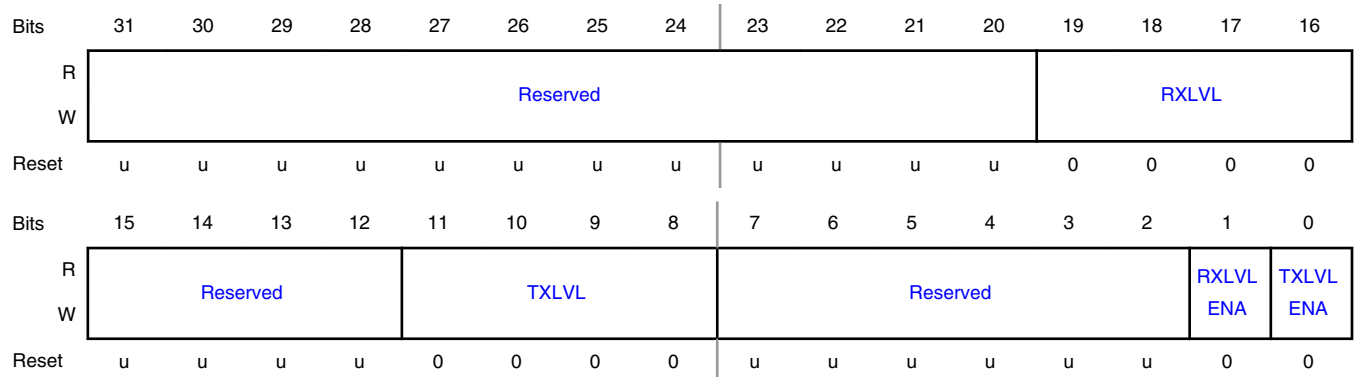 Bits 31 30 29 28 27 26 25 24 23 22 21 20 19 18 17 16
R
Reserved RXLVL
W
Reset u u u u u u u u u u u u 0 0 0 0
Bits 15 14 13 12 11 10 9 8 7 6 5 4 3 2 1 0
R
Reserved TXLVL Reserved RXLVL ENA TXLVL ENA
W
Reset u u u u 0 0 0 0 u u u u u u 0 0